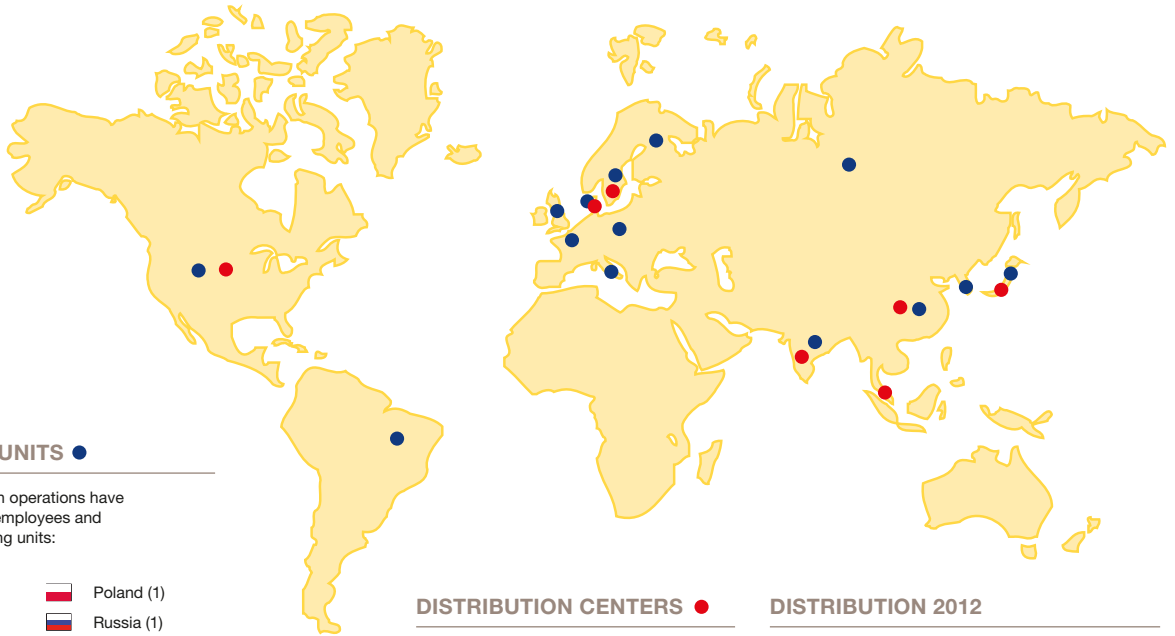 UNITS
n operations have
employees and
ng units:
Poland (1)
Russia (1)
DISTRIBUTION CENTERS
DISTRIBUTION 2012